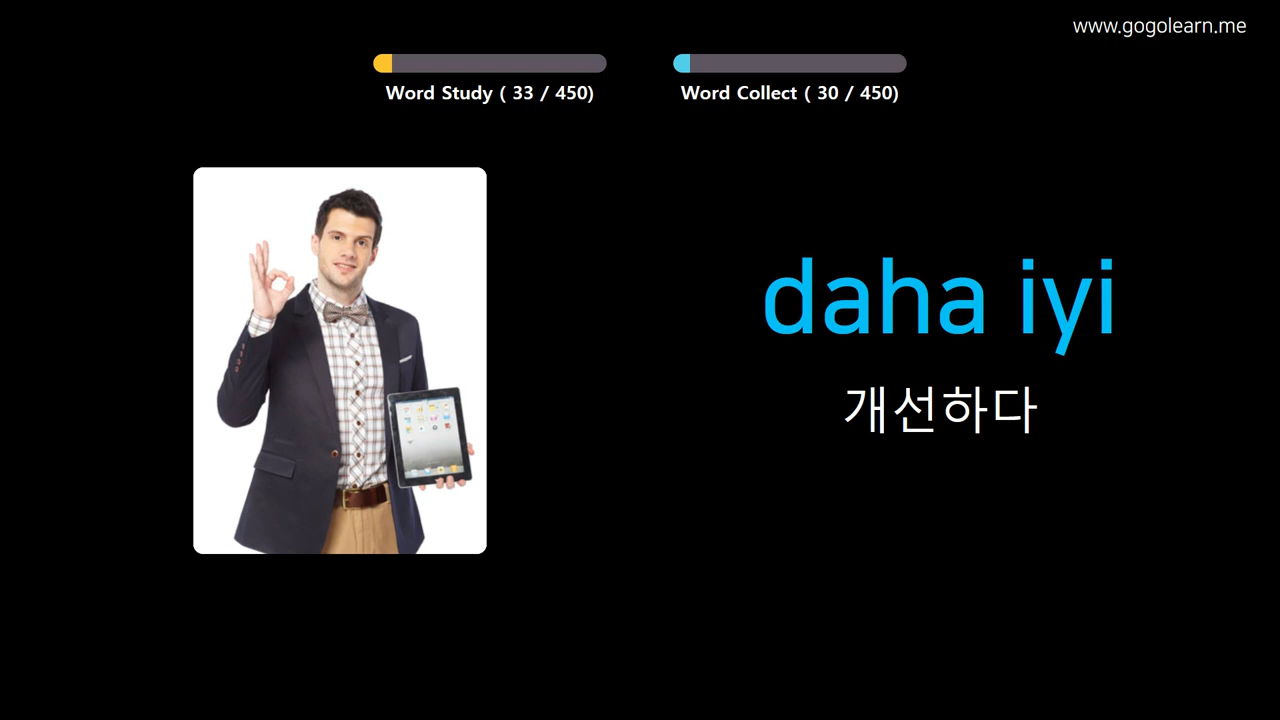 www.gogolearn.me
Word Study ( 33 / 450)
Word Collect ( 30 / 450)
daha iyi
개선하다